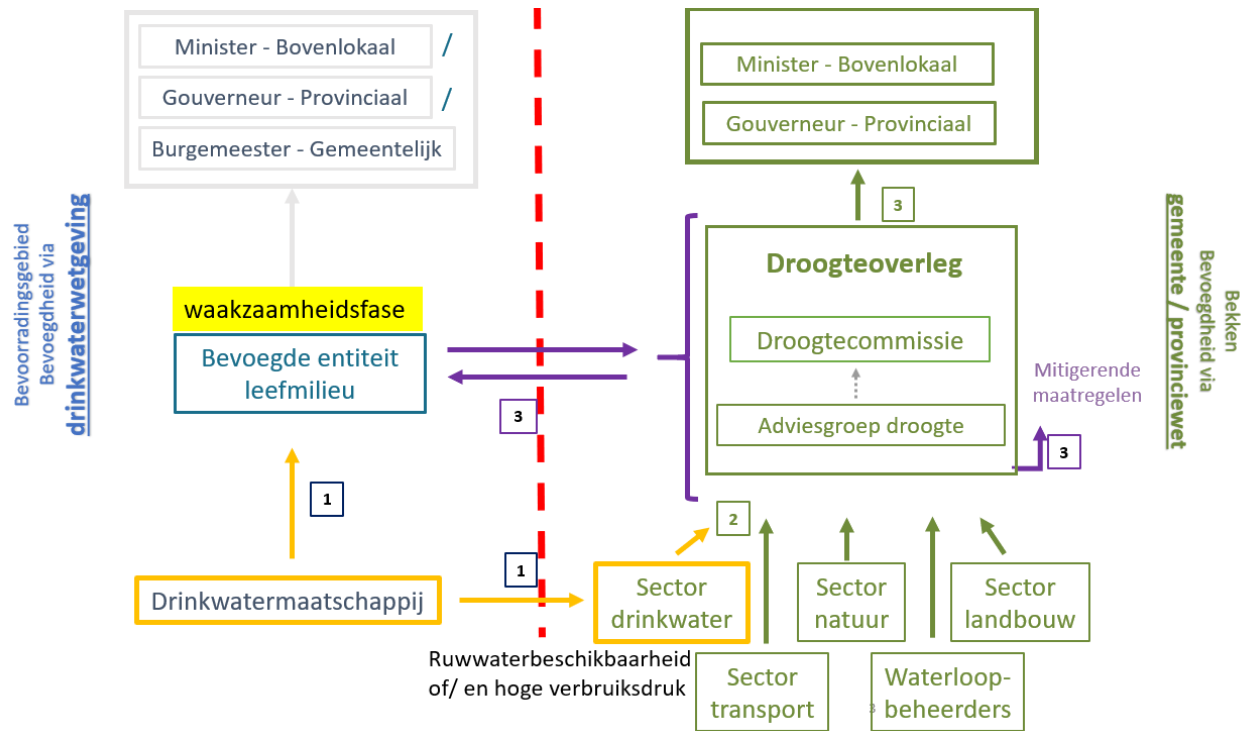 Minister - Bovenlokaal /
Gouverneur - Provinciaal /
Burgemeester - Gemeentelijk
Minister - Bovenlokaal
Gouverneur - Provinciaal
3
Bevoorradingsgebied
Bevoegdheid via
drinkwaterwetgeving
waakzaamheidsfase
Bevoegde entiteit
leefmilieu
3
Droogteoverleg
Droogtecommissie
Adviesgroep droogte
Mitigerende
maatregelen
3
Bekken
Bevoegdheid via
gemeente / provinciewet
1
Drinkwatermaatschappij
1
2
Sector
drinkwater
Sector
natuur
Sector
landbouw
Ruwwaterbeschikbaarheid
of/ en hoge verbruiksdruk
Sector
transport
Waterloop-
beheerders
3